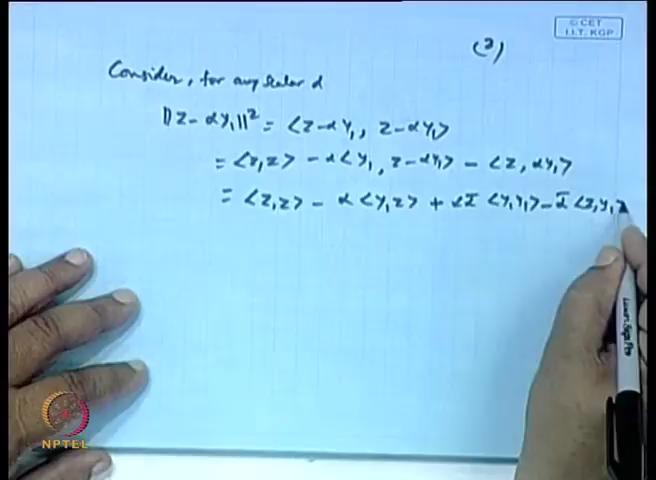 © CET
I.I.T. KGP
(3)
Consider, for any scalar α
||z - αy₁||² = <z - αy₁, z - αy₁>
= <z,z> - α<y₁, z - αy₁> - <z, αy₁>
= <z,z> - α<y₁,z> + αᾱ<y₁,y₁> - ᾱ<z,y₁>
NPTEL